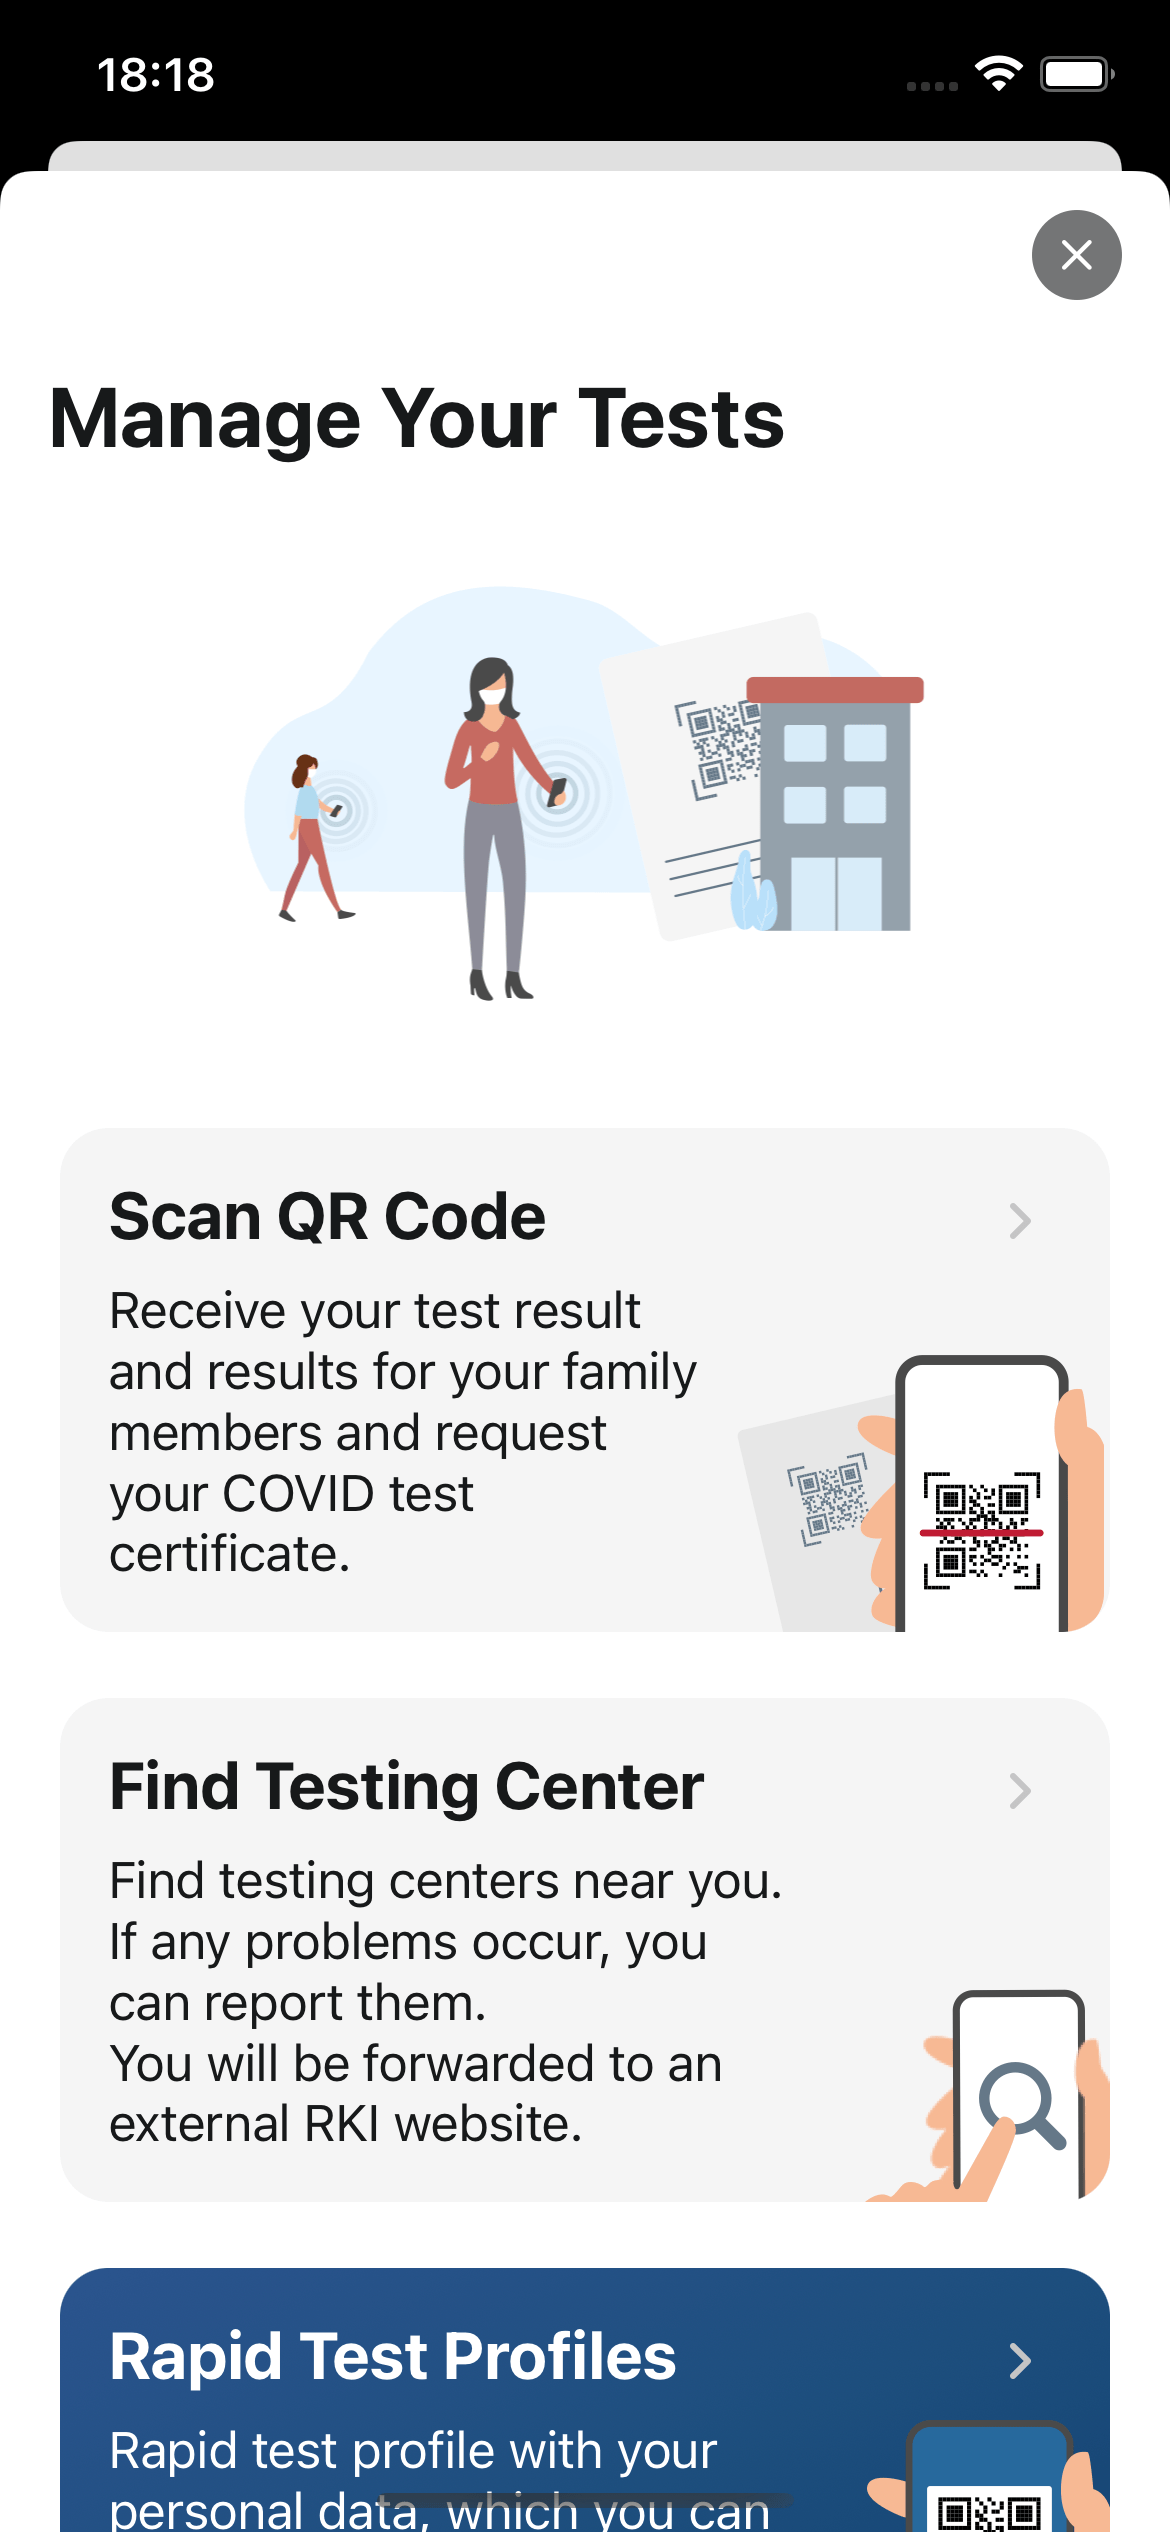 18:18
Manage Your Tests
Scan QR Code
Receive your test result
and results for your family
members and request
your COVID test
certificate.
Find Testing Center
Find testing centers near you.
If any problems occur, you
can report them.
You will be forwarded to an
external RKI website.
Rapid Test Profiles
Rapid test profile with your
personal data, which you can